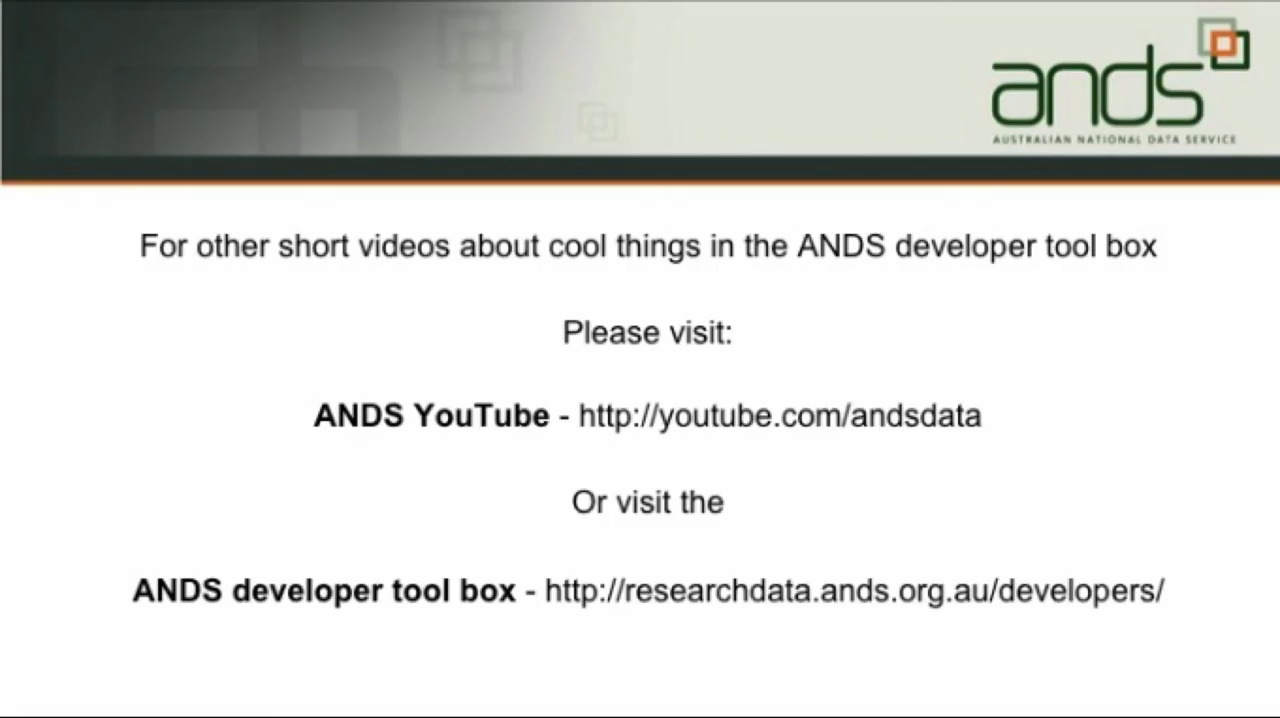 ands
AUSTRALIAN NATIONAL DATA SERVICE
For other short videos about cool things in the ANDS developer tool box
Please visit:
ANDS YouTube - http://youtube.com/andsdata
Or visit the
ANDS developer tool box - http://researchdata.ands.org.au/developers/